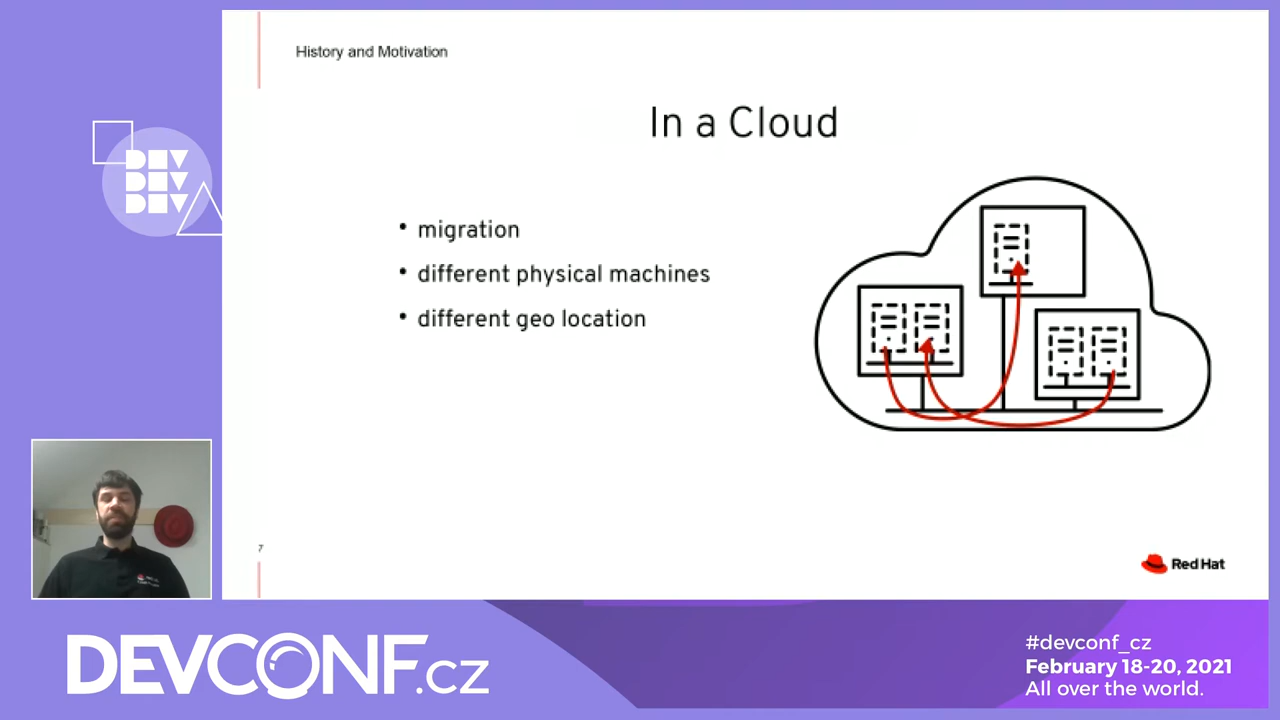 History and Motivation
In a Cloud
DEV
DEV
DEV
• migration
• different physical machines
• different geo location
7
Red Hat
DEVCONF.cz
#devconf_cz
February 18-20, 2021
All over the world.